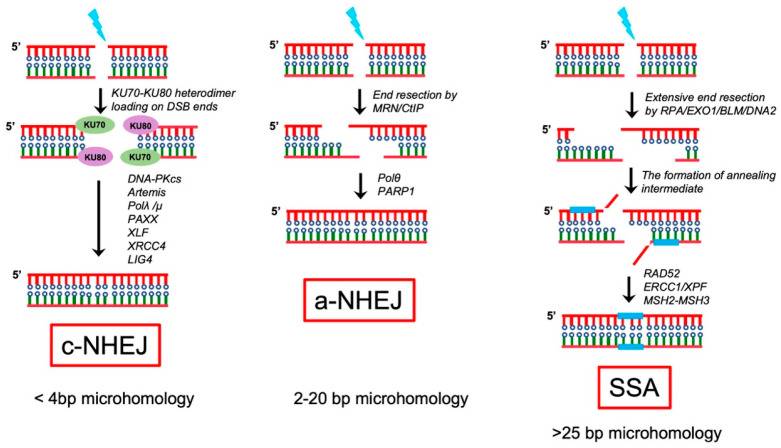 5'
KU70-KU80 heterodimer
loading on DSB ends
5'
KU70
KU80
KU80
KU70
DNA-PKcs
Artemis
Polλ /μ
PAXX
XLF
XRCC4
LIG4
5'
c-NHEJ
< 4bp microhomology
5'
End resection by
MRN/CtIP
5'
Polθ
PARP1
5'
a-NHEJ
2-20 bp microhomology
5'
Extensive end resection
by RPA/EXO1/BLM/DNA2
5'
The formation of annealing
intermediate
5'
RAD52
ERCC1/XPF
MSH2-MSH3
5'
SSA
>25 bp microhomology